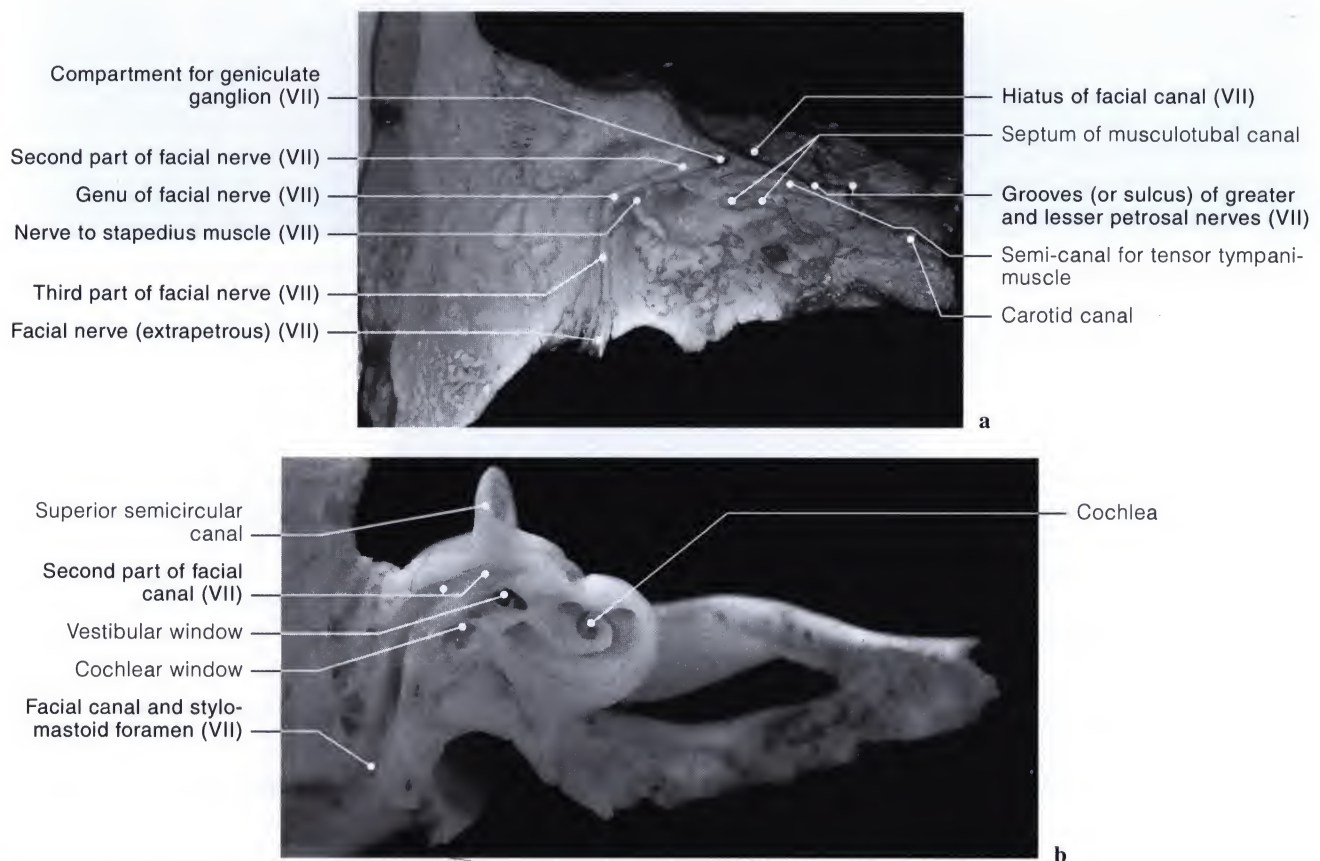 Compartment for geniculate
ganglion (VII)
Second part of facial nerve (VII)
Genu of facial nerve (VII)
Nerve to stapedius muscle (VII)
Third part of facial nerve (VII)
Facial nerve (extrapetrous) (VII)
Hiatus of facial canal (VII)
Septum of musculotubal canal
Grooves (or sulcus) of greater
and lesser petrosal nerves (VII)
Semi-canal for tensor tympani-
muscle
Carotid canal
a
Superior semicircular
canal
Second part of facial
canal (VII)
Vestibular window
Cochlear window
Facial canal and stylo-
mastoid foramen (VII)
Cochlea
b